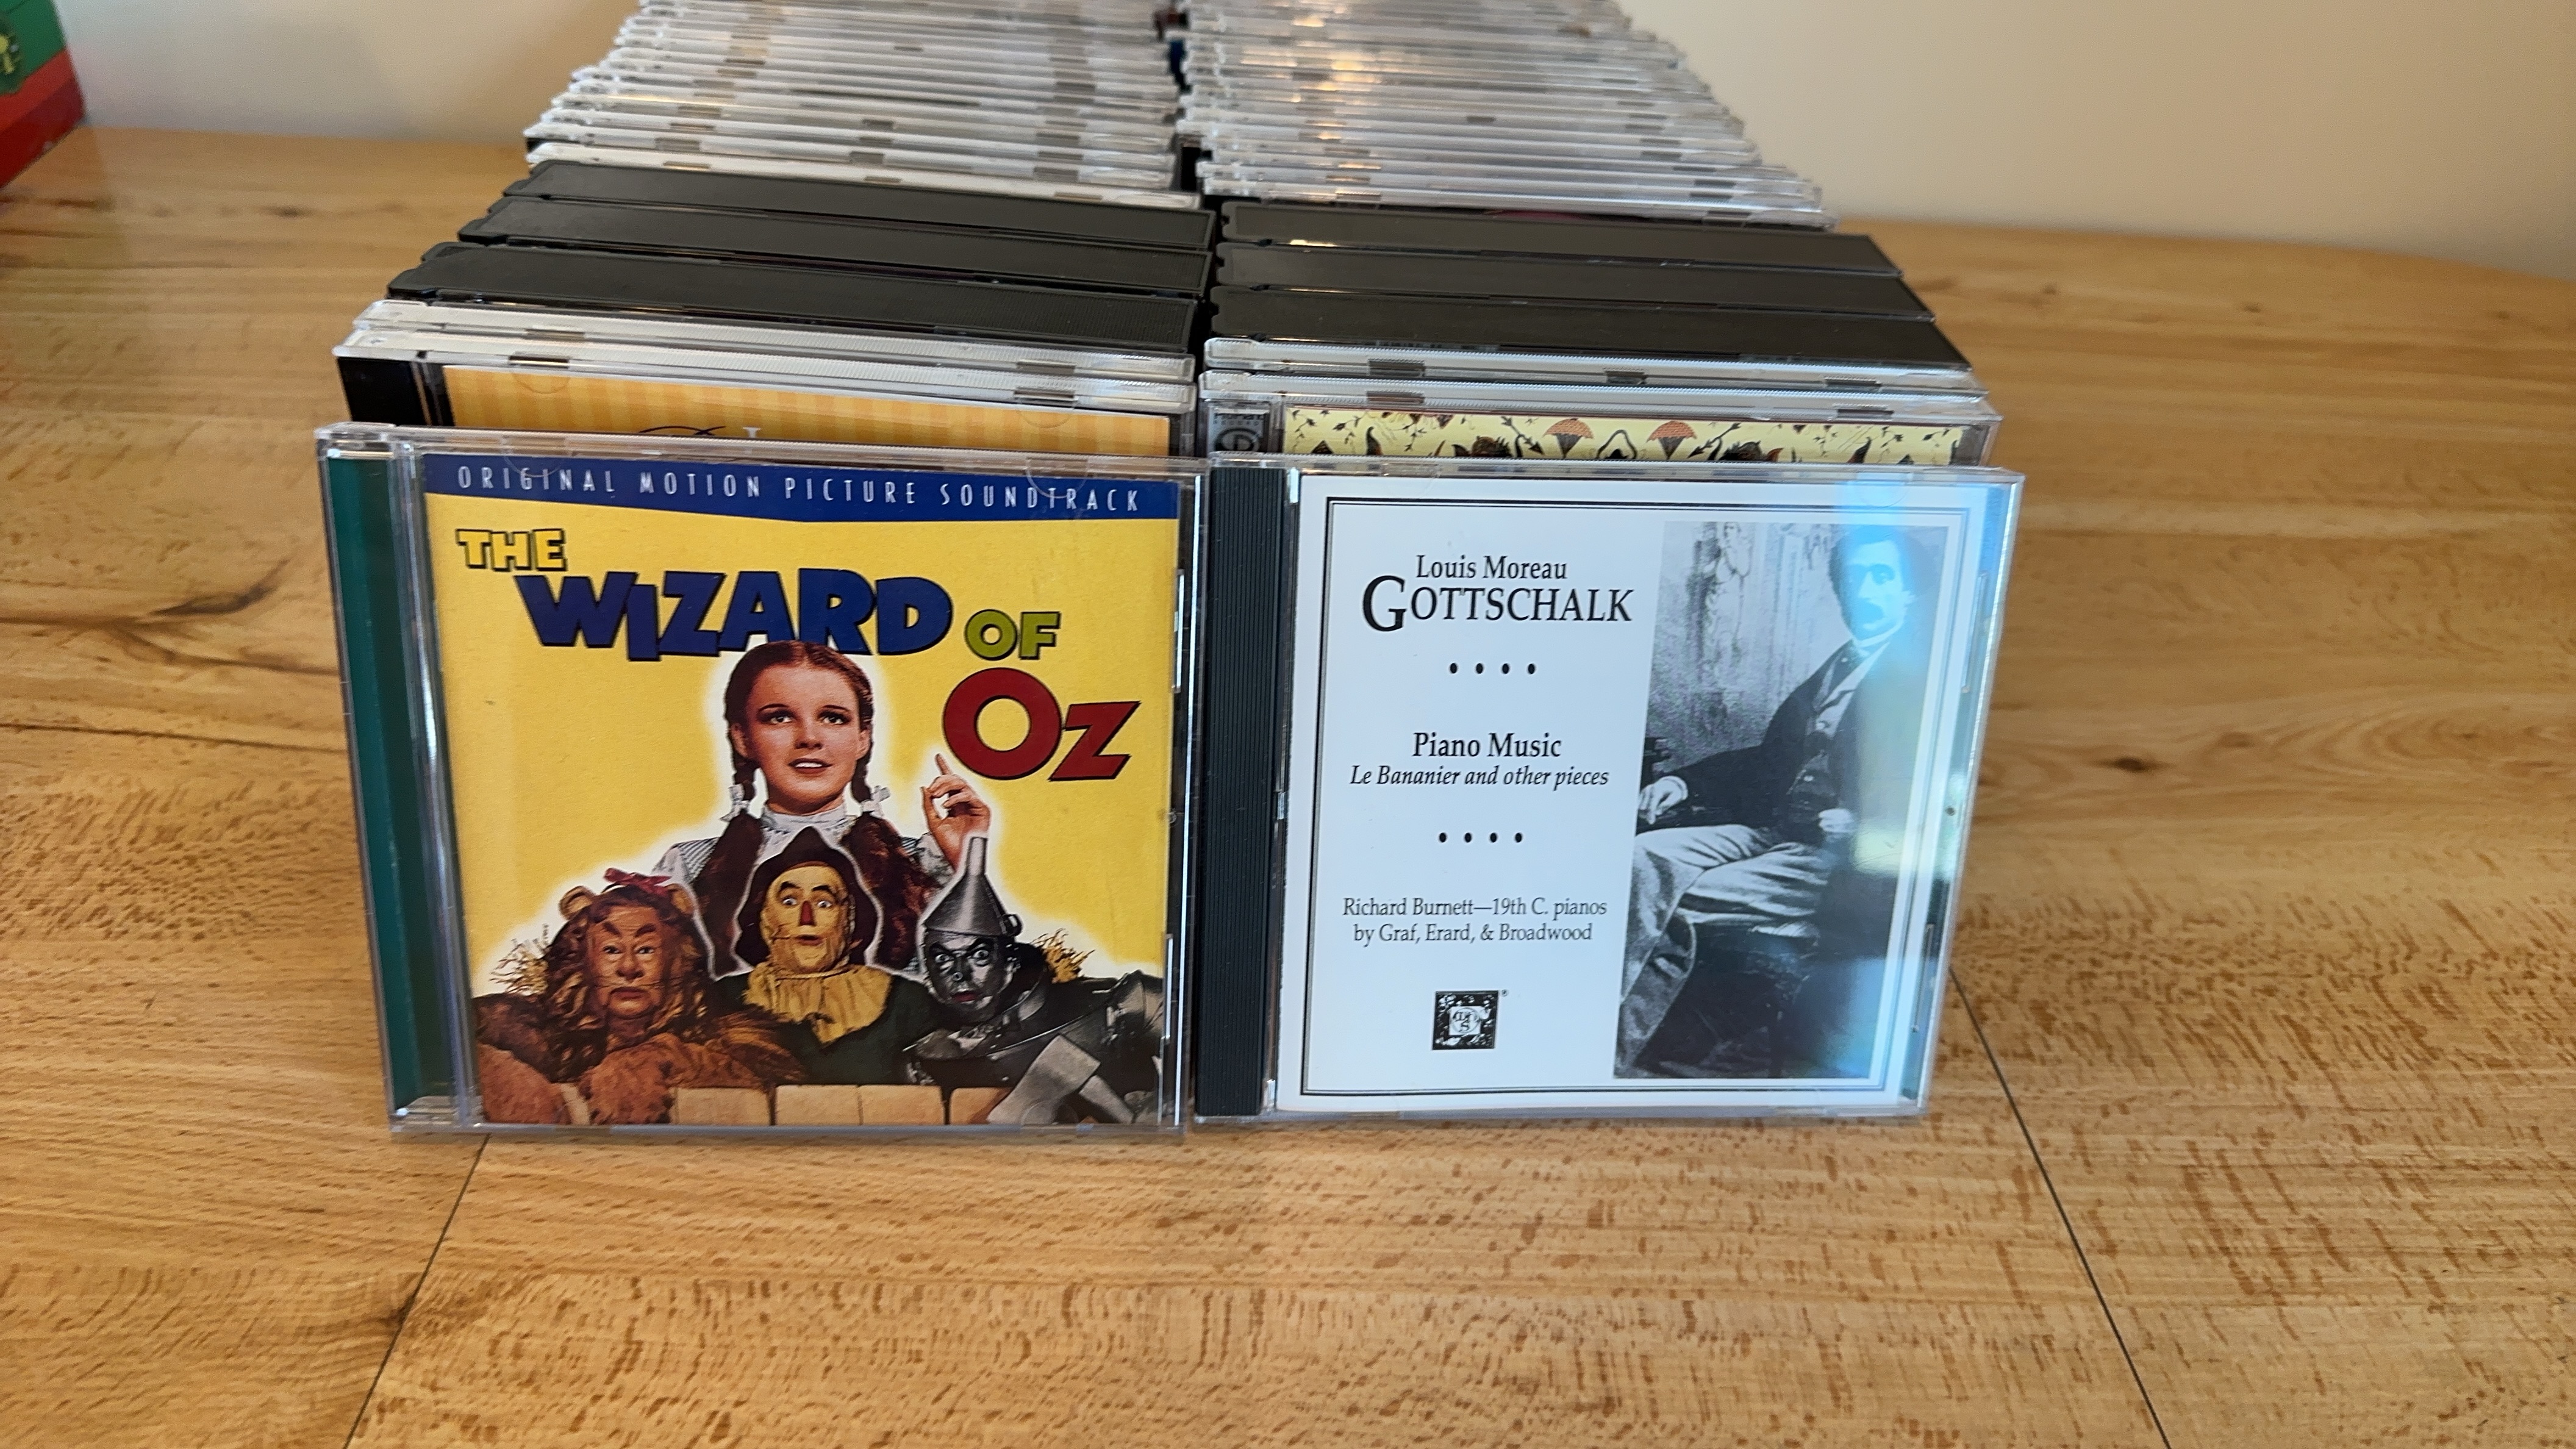 ORIGINAL MOTION PICTURE SOUNDTRACK
THE
WIZARD OF
OZ
Louis Moreau
GOTTSCHALK
Piano Music
Le Bananier and other pieces
Richard Burnett—19th C. pianos
by Graf, Erard, & Broadwood